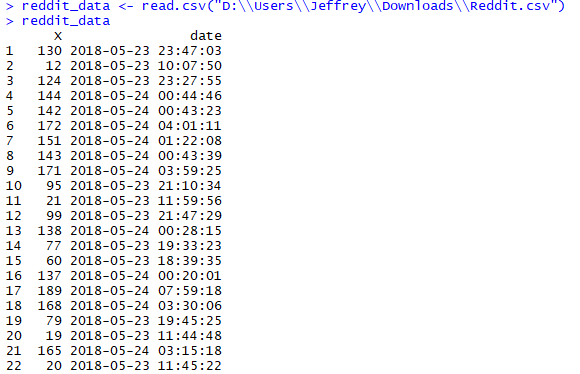 > reddit_data <- read.csv("D:\\Users\\Jeffrey\\Downloads\\Reddit.csv")
> reddit_data
     X                date
1  130 2018-05-23 23:47:03
2   12 2018-05-23 10:07:50
3  124 2018-05-23 23:27:55
4  144 2018-05-24 00:44:46
5  142 2018-05-24 00:43:23
6  172 2018-05-24 04:01:11
7  151 2018-05-24 01:22:08
8  143 2018-05-24 00:43:39
9  171 2018-05-24 03:59:25
10  95 2018-05-23 21:10:34
11  21 2018-05-23 11:59:56
12  99 2018-05-23 21:47:29
13 138 2018-05-24 00:28:15
14  77 2018-05-23 19:33:23
15  60 2018-05-23 18:39:35
16 137 2018-05-24 00:20:01
17 189 2018-05-24 07:59:18
18 168 2018-05-24 03:30:06
19  79 2018-05-23 19:45:25
20  19 2018-05-23 11:44:48
21 165 2018-05-24 03:15:18
22  20 2018-05-23 11:45:22